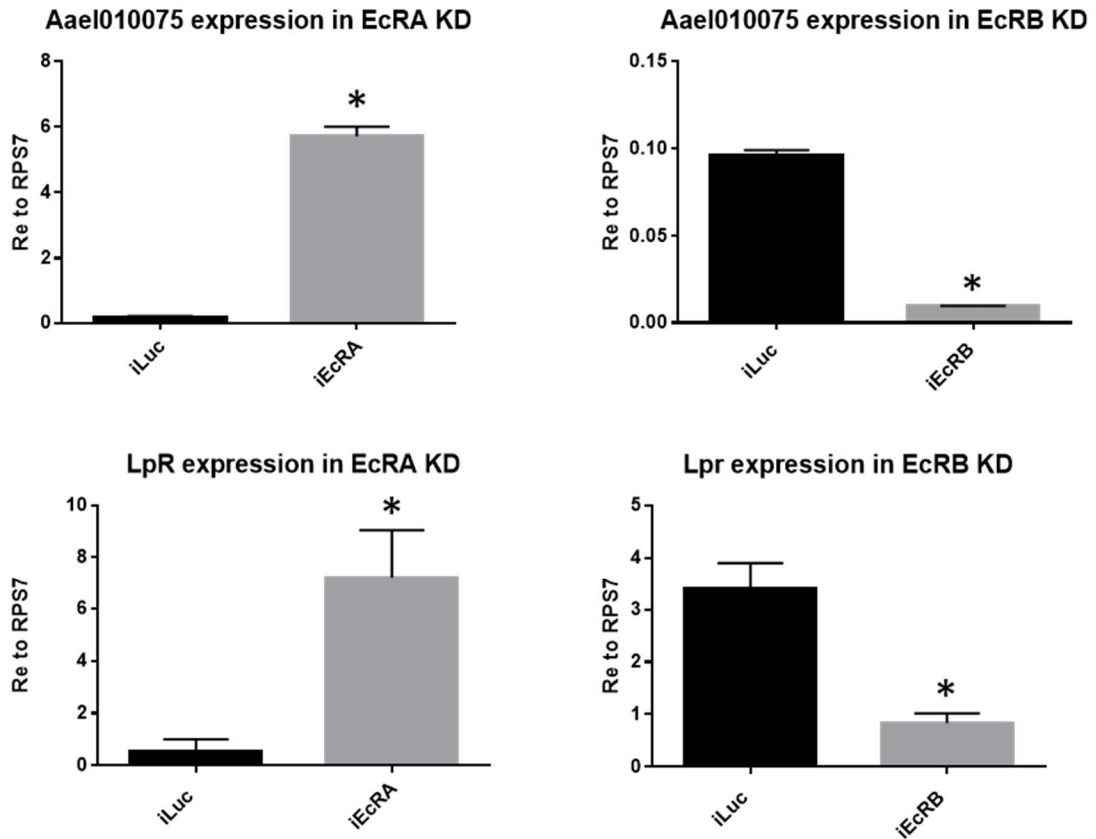 Aael010075 expression in EcRA KD
8
6
4
2
0
Re to RPS7
*
iLuc
iEcRA
Aael010075 expression in EcRB KD
0.15
0.10
0.05
0.00
Re to RPS7
*
iLuc
iEcRB
LpR expression in EcRA KD
10
8
6
4
2
0
Re to RPS7
*
iLuc
iEcRA
Lpr expression in EcRB KD
5
4
3
2
1
0
Re to RPS7
*
iLuc
iEcRB